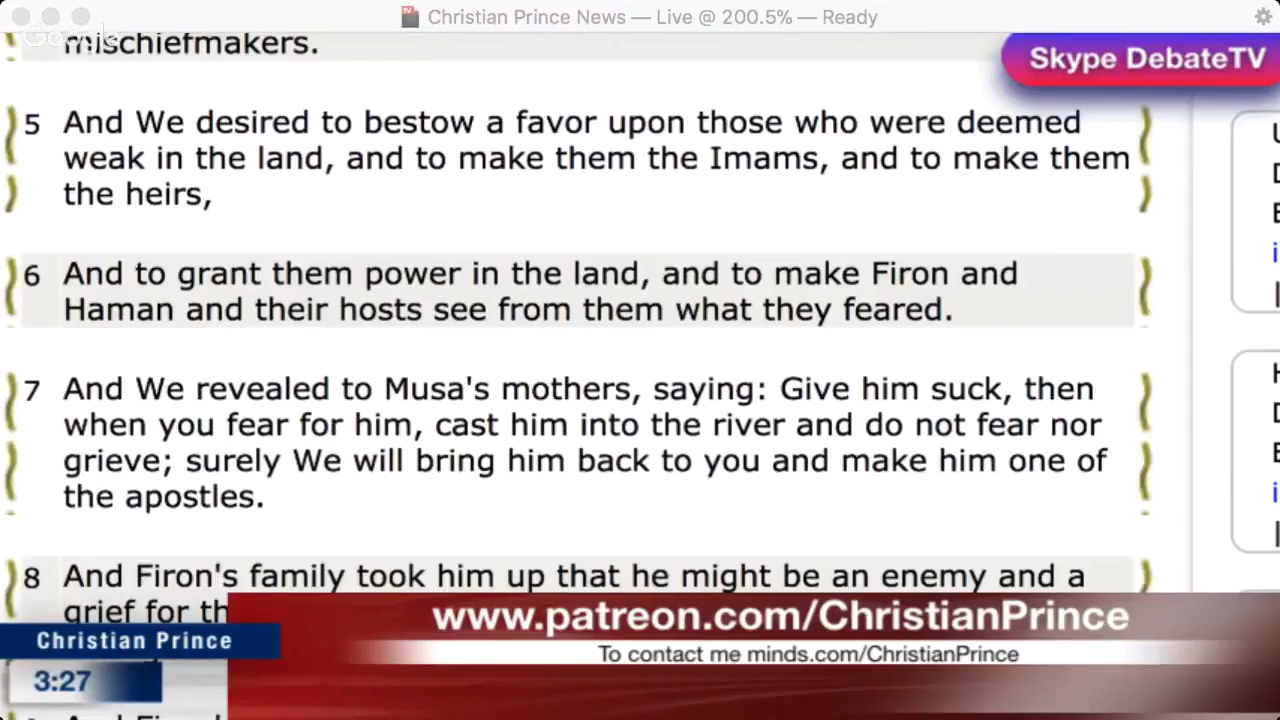 Christian Prince News — Live @ 200.5% — Ready
Google
mischiefmakers.
Skype DebateTV
5 And We desired to bestow a favor upon those who were deemed
weak in the land, and to make them the Imams, and to make them
the heirs,
6 And to grant them power in the land, and to make Firon and
Haman and their hosts see from them what they feared.
7 And We revealed to Musa's mothers, saying: Give him suck, then
when you fear for him, cast him into the river and do not fear nor
grieve; surely We will bring him back to you and make him one of
the apostles.
8 And Firon's family took him up that he might be an enemy and a
grief for
www.patreon.com/ChristianPrince
Christian Prince
To contact me minds.com/ChristianPrince
3:27